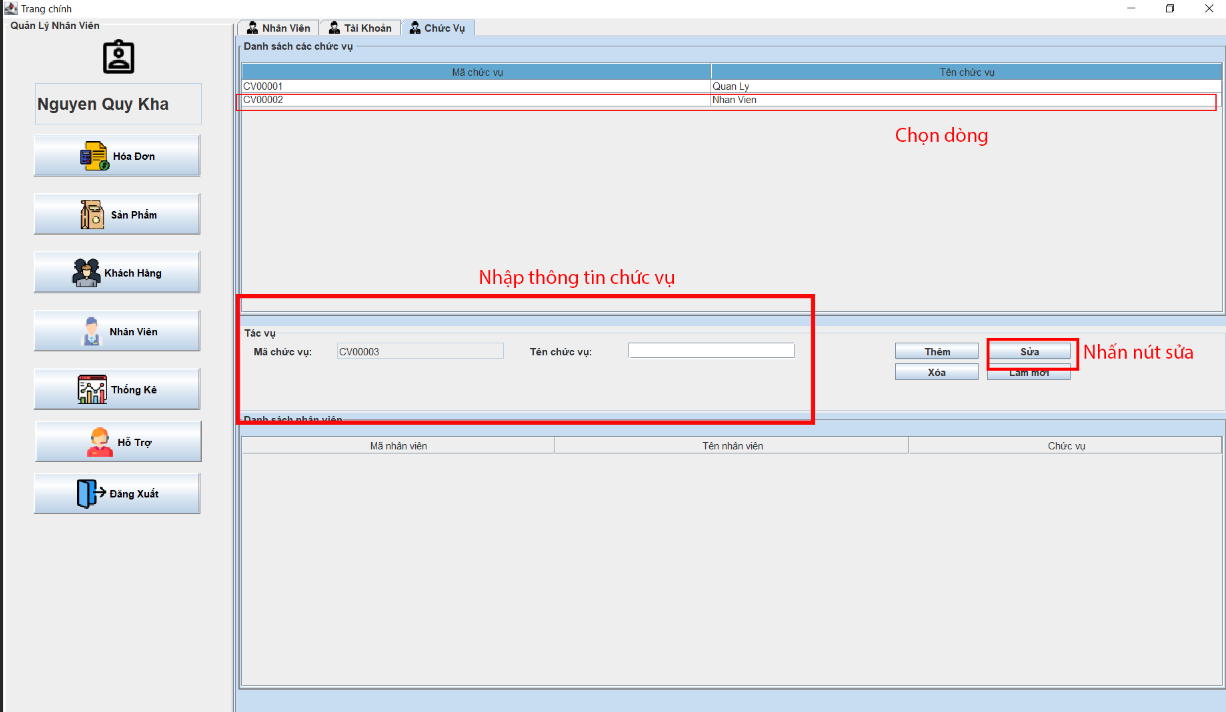 Trang chính
Quản Lý Nhân Viên
Nguyen Quy Kha
Hóa Đơn
Sản Phẩm
Khách Hàng
Nhân Viên
Thống Kê
Hỗ Trợ
Đăng Xuất
Nhân Viên Tài Khoản Chức Vụ
Danh sách các chức vụ
Mã chức vụ Tên chức vụ
CV00001 Quan Ly
CV00002 Nhan Vien
Chọn dòng
Nhập thông tin chức vụ
Tác vụ
Mã chức vụ: CV00003 Tên chức vụ: Thêm Sửa Nhấn nút sửa
Xóa Làm mới
Danh sách nhân viên
Mã nhân viên Tên nhân viên Chức vụ